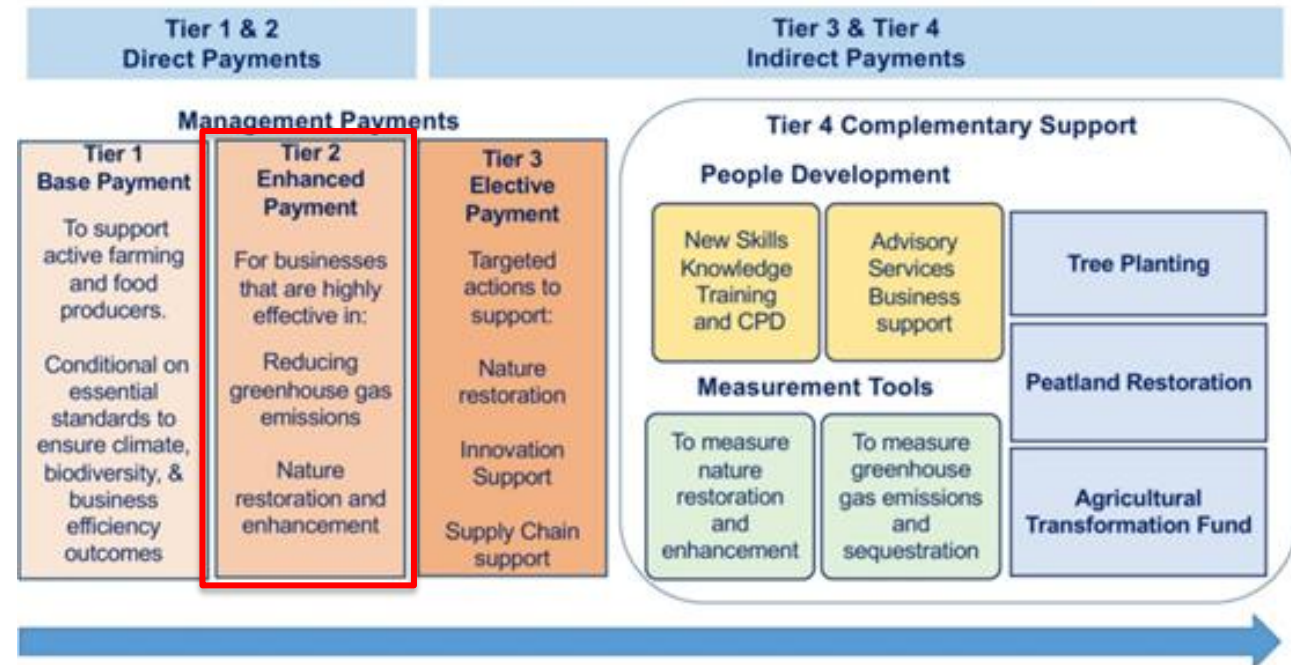 Tier 1 & 2
Direct Payments
Tier 3 & Tier 4
Indirect Payments
Management Payments
Tier 1
Base Payment
To support
active farming
and food
producers.
Conditional on
essential
standards to
ensure climate,
biodiversity, &
business
efficiency
outcomes
Tier 2
Enhanced
Payment
For businesses
that are highly
effective in:
Reducing
greenhouse gas
emissions
Nature
restoration and
enhancement
Tier 3
Elective
Payment
Targeted
actions to
support:
Nature
restoration
Innovation
Support
Supply Chain
support
Tier 4 Complementary Support
People Development
New Skills
Knowledge
Training
and CPD
Advisory
Services
Business
support
Measurement Tools
To measure
nature
restoration
and
enhancement
To measure
greenhouse
gas emissions
and
sequestration
Tree Planting
Peatland Restoration
Agricultural
Transformation Fund